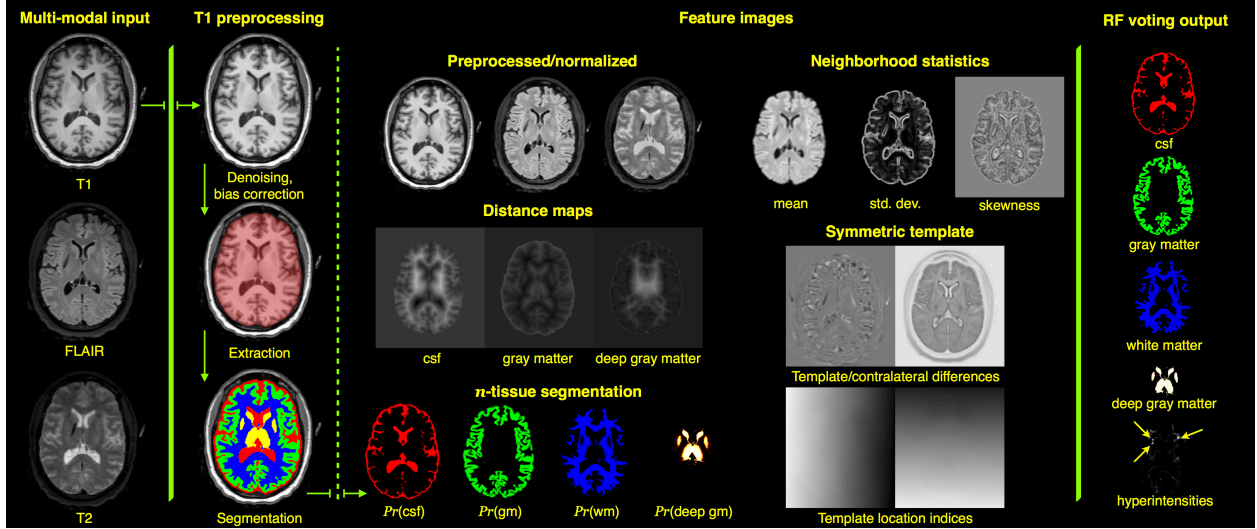 Multi-modal input
T1 preprocessing
Feature images
RF voting output
T1
FLAIR
T2
Denoising,
bias correction
Extraction
Segmentation
Preprocessed/normalized
Distance maps
csf
gray matter
deep gray matter
n-tissue segmentation
Pr(csf)
Pr(gm)
Pr(wm)
Pr(deep gm)
Neighborhood statistics
mean
std. dev.
skewness
Symmetric template
Template/contralateral differences
Template location indices
csf
gray matter
white matter
deep gray matter
hyperintensities